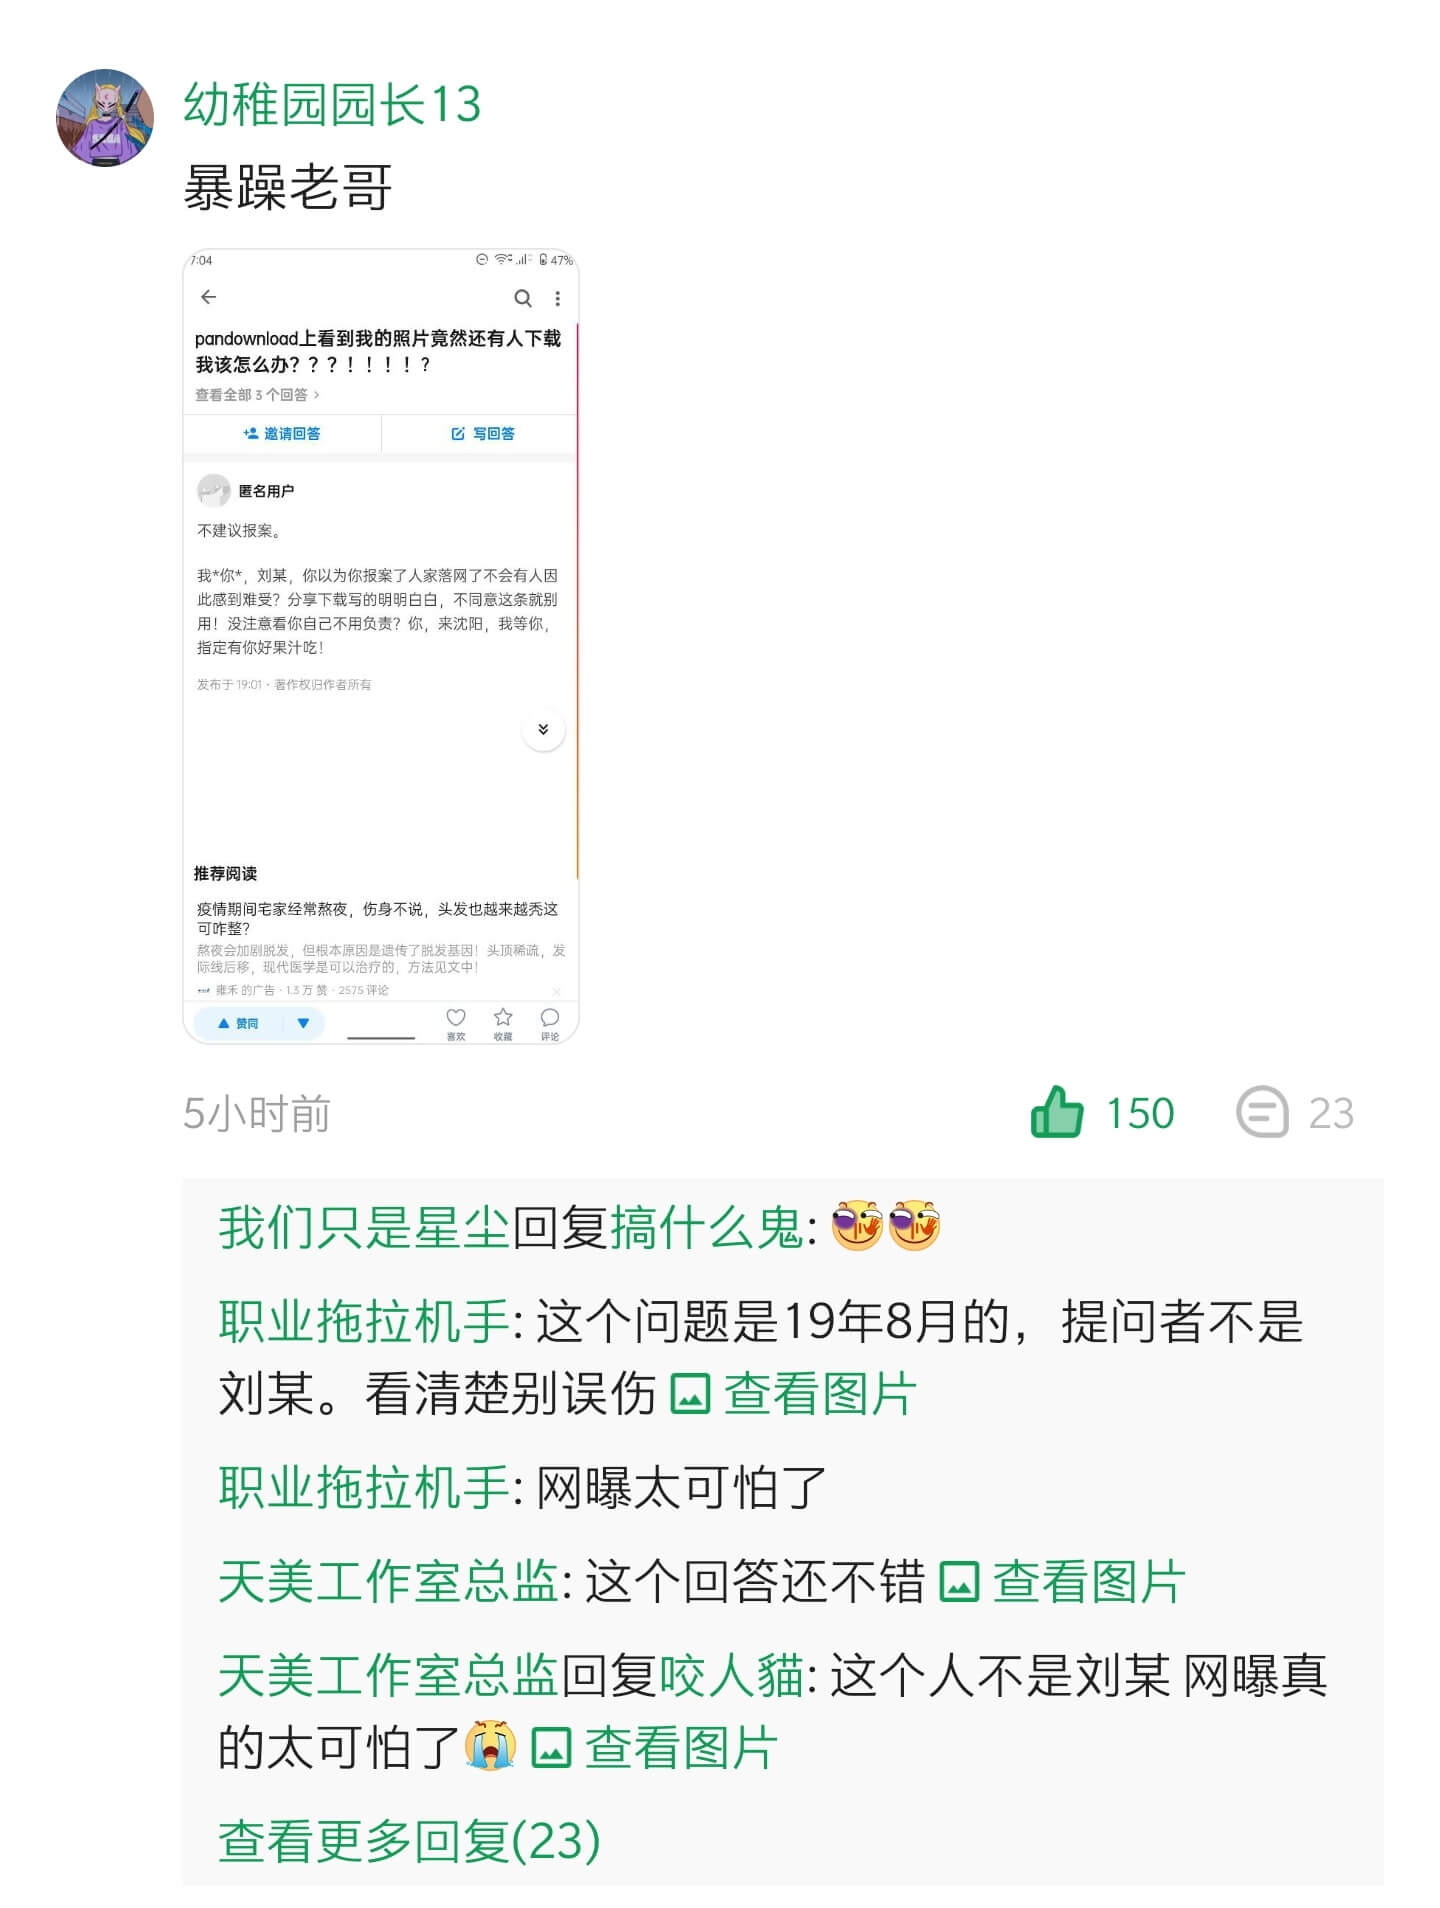 幼稚园园长13
暴躁老哥
7:04
47%
pandownload上看到我的照片竟然还有人下载
我该怎么办？？？！！！！？
查看全部 3 个回答 >
邀请回答
写回答
匿名用户
不建议报案。
我*你*，刘某，你以为你报案了人家落网了不会有人因
此感到难受？分享下载写的明明白白，不同意这条就别
用！没注意看你自己不用负责？你，来沈阳，我等你，
指定有你好果汁吃！
发布于 19:01 · 著作权归作者所有
推荐阅读
疫情期间宅家经常熬夜，伤身不说，头发也越来越秃这
可咋整？
熬夜会加剧脱发，但根本原因是遗传了脱发基因！头顶稀疏，发
际线后移，现代医学是可以治疗的，方法见文中！
雍禾 的广告 · 1.3 万 赞 · 2575 评论
赞同
喜欢
收藏
评论
5小时前
150
23
我们只是星尘回复搞什么鬼:
职业拖拉机手: 这个问题是19年8月的，提问者不是
刘某。看清楚别误伤 查看图片
职业拖拉机手: 网曝太可怕了
天美工作室总监: 这个回答还不错 查看图片
天美工作室总监回复咬人貓: 这个人不是刘某 网曝真
的太可怕了 查看图片
查看更多回复(23)